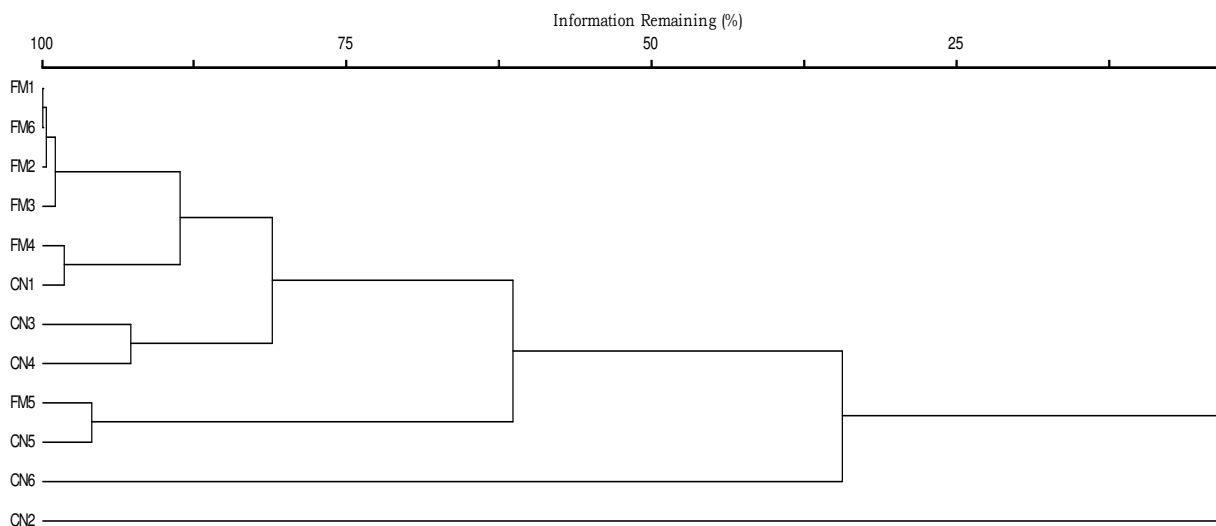 Information Remaining (%)
100 75 50 25
FM1
FM6
FM2
FM3
FM4
CN1
CN3
CN4
FM5
CN5
CN6
CN2